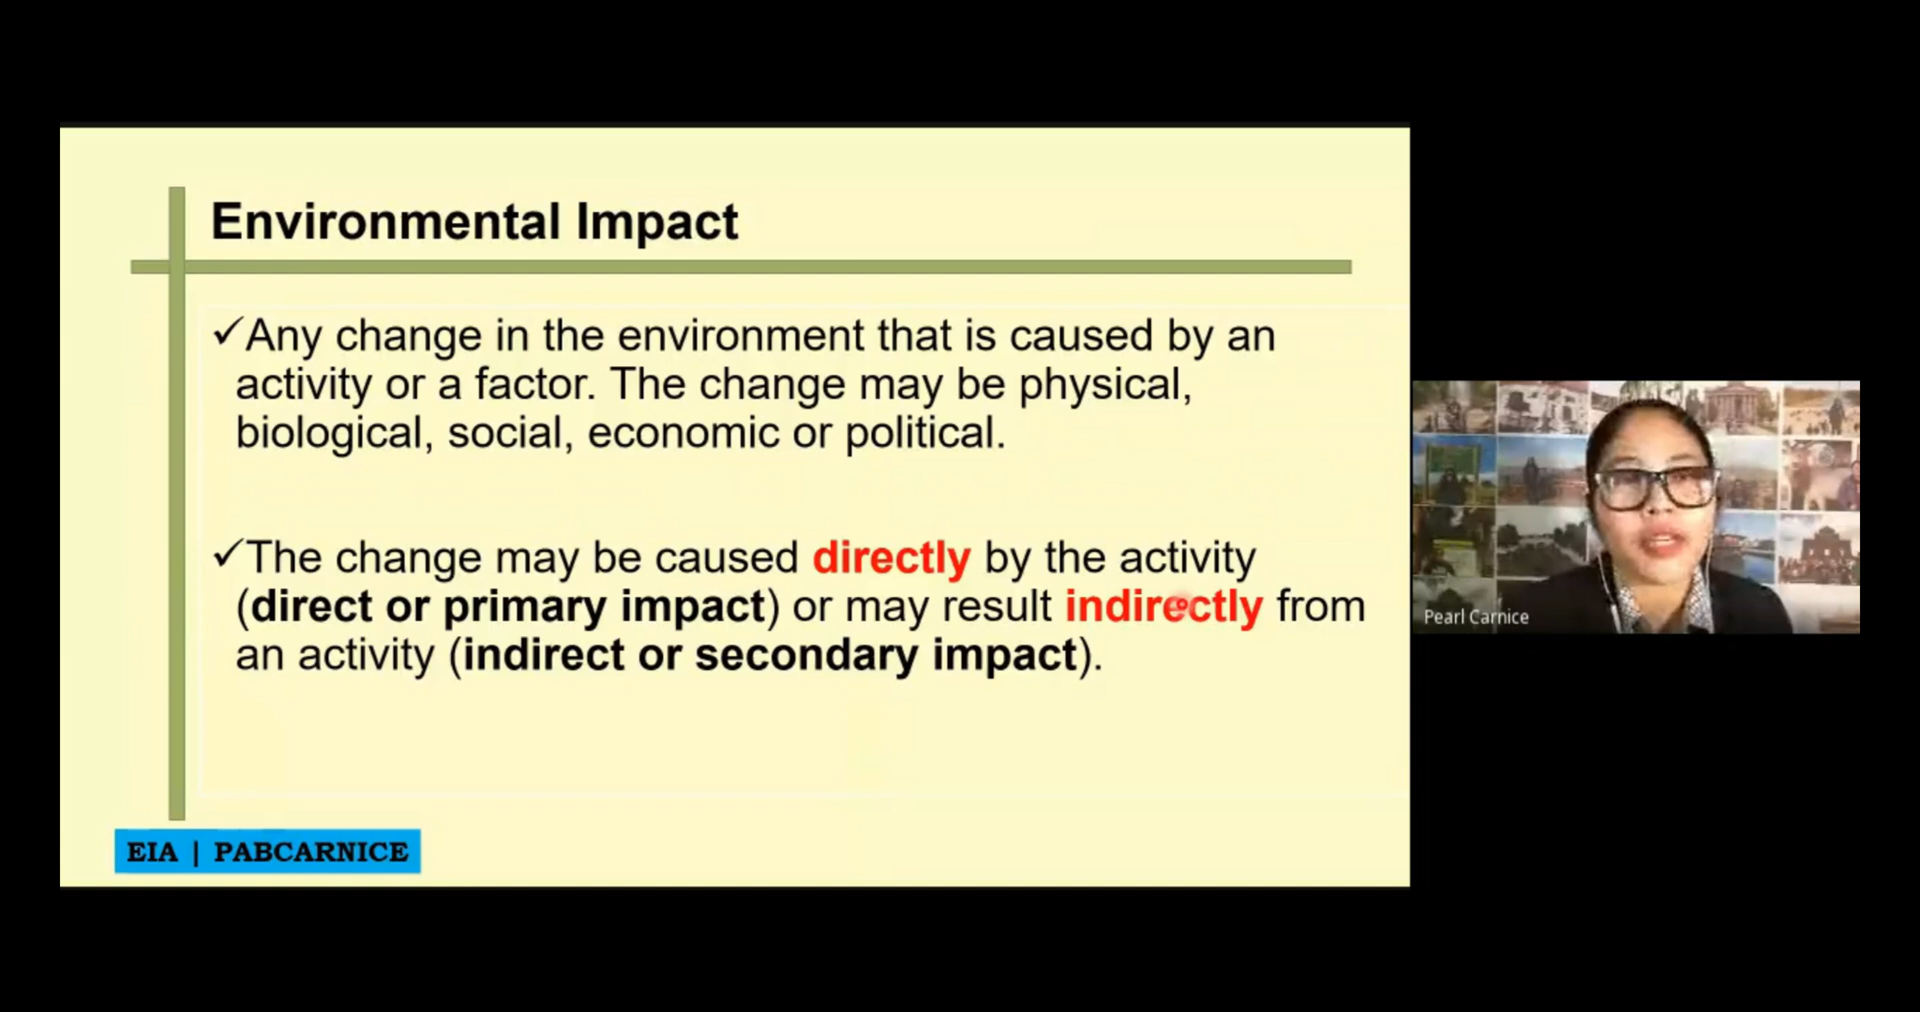 Environmental Impact
✓Any change in the environment that is caused by an
activity or a factor. The change may be physical,
biological, social, economic or political.
✓The change may be caused directly by the activity
(direct or primary impact) or may result indirectly from
an activity (indirect or secondary impact).
EIA | PABCARNICE
Pearl Carnice